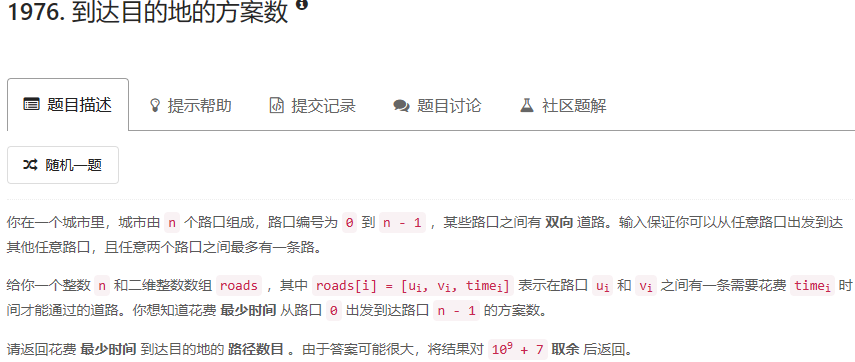 1976. 到达目的地的方案数
题目描述 提示帮助 提交记录 题目讨论 社区题解
随机一题
你在一个城市里，城市由 n 个路口组成，路口编号为 0 到 n - 1 ，某些路口之间有 双向 道路。输入保证你可以从任意路口出发到达
其他任意路口，且任意两个路口之间最多有一条路。
给你一个整数 n 和二维整数数组 roads ，其中 roads[i] = [uᵢ, vᵢ, timeᵢ] 表示在路口 uᵢ 和 vᵢ 之间有一条需要花费 timeᵢ 时
间才能通过的道路。你想知道花费 最少时间 从路口 0 出发到达路口 n - 1 的方案数。
请返回花费 最少时间 到达目的地的 路径数目 。由于答案可能很大，将结果对 10⁹ + 7 取余 后返回。